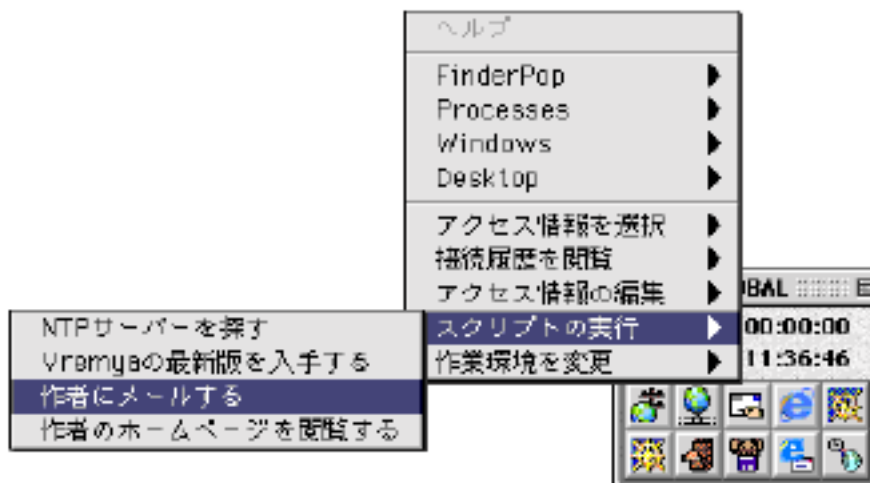 ヘルプ
FinderPop
Processes
Windows
Desktop
アクセス情報を選択
接続履歴を閲覧
アクセス情報の編集
スクリプトの実行
作業環境を変更
NTPサーバーを探す
Vremyaの最新版を入手する
作者にメールする
作者のホームページを閲覧する
OBAL
00:00:00
11:36:46